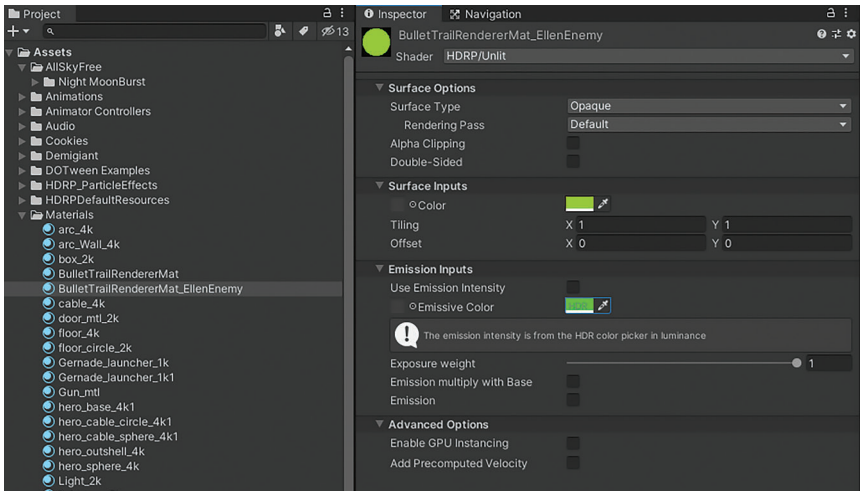 Project
13
Assets
AllSkyFree
Night MoonBurst
Animations
Animator Controllers
Audio
Cookies
Demigiant
DOTween Examples
HDRP_ParticleEffects
HDRPDefaultResources
Materials
arc_4k
arc_Wall_4k
box_2k
BulletTrailRendererMat
BulletTrailRendererMat_EllenEnemy
cable_4k
door_mtl_2k
floor_4k
floor_circle_2k
Gernade_launcher_1k
Gernade_launcher_1k1
Gun_mtl
hero_base_4k1
hero_cable_circle_4k1
hero_cable_sphere_4k1
hero_outshell_4k
hero_sphere_4k
Light_2k
Inspector Navigation
BulletTrailRendererMat_EllenEnemy
Shader HDRP/Unlit
Surface Options
Surface Type Opaque
Rendering Pass Default
Alpha Clipping
Double-Sided
Surface Inputs
Color
Tiling X 1 Y 1
Offset X 0 Y 0
Emission Inputs
Use Emission Intensity
Emissive Color HDR
The emission intensity is from the HDR color picker in luminance
Exposure weight 1
Emission multiply with Base
Emission
Advanced Options
Enable GPU Instancing
Add Precomputed Velocity